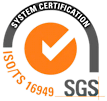 SYSTEM CERTIFICATION
ISO/TS 16949
SGS